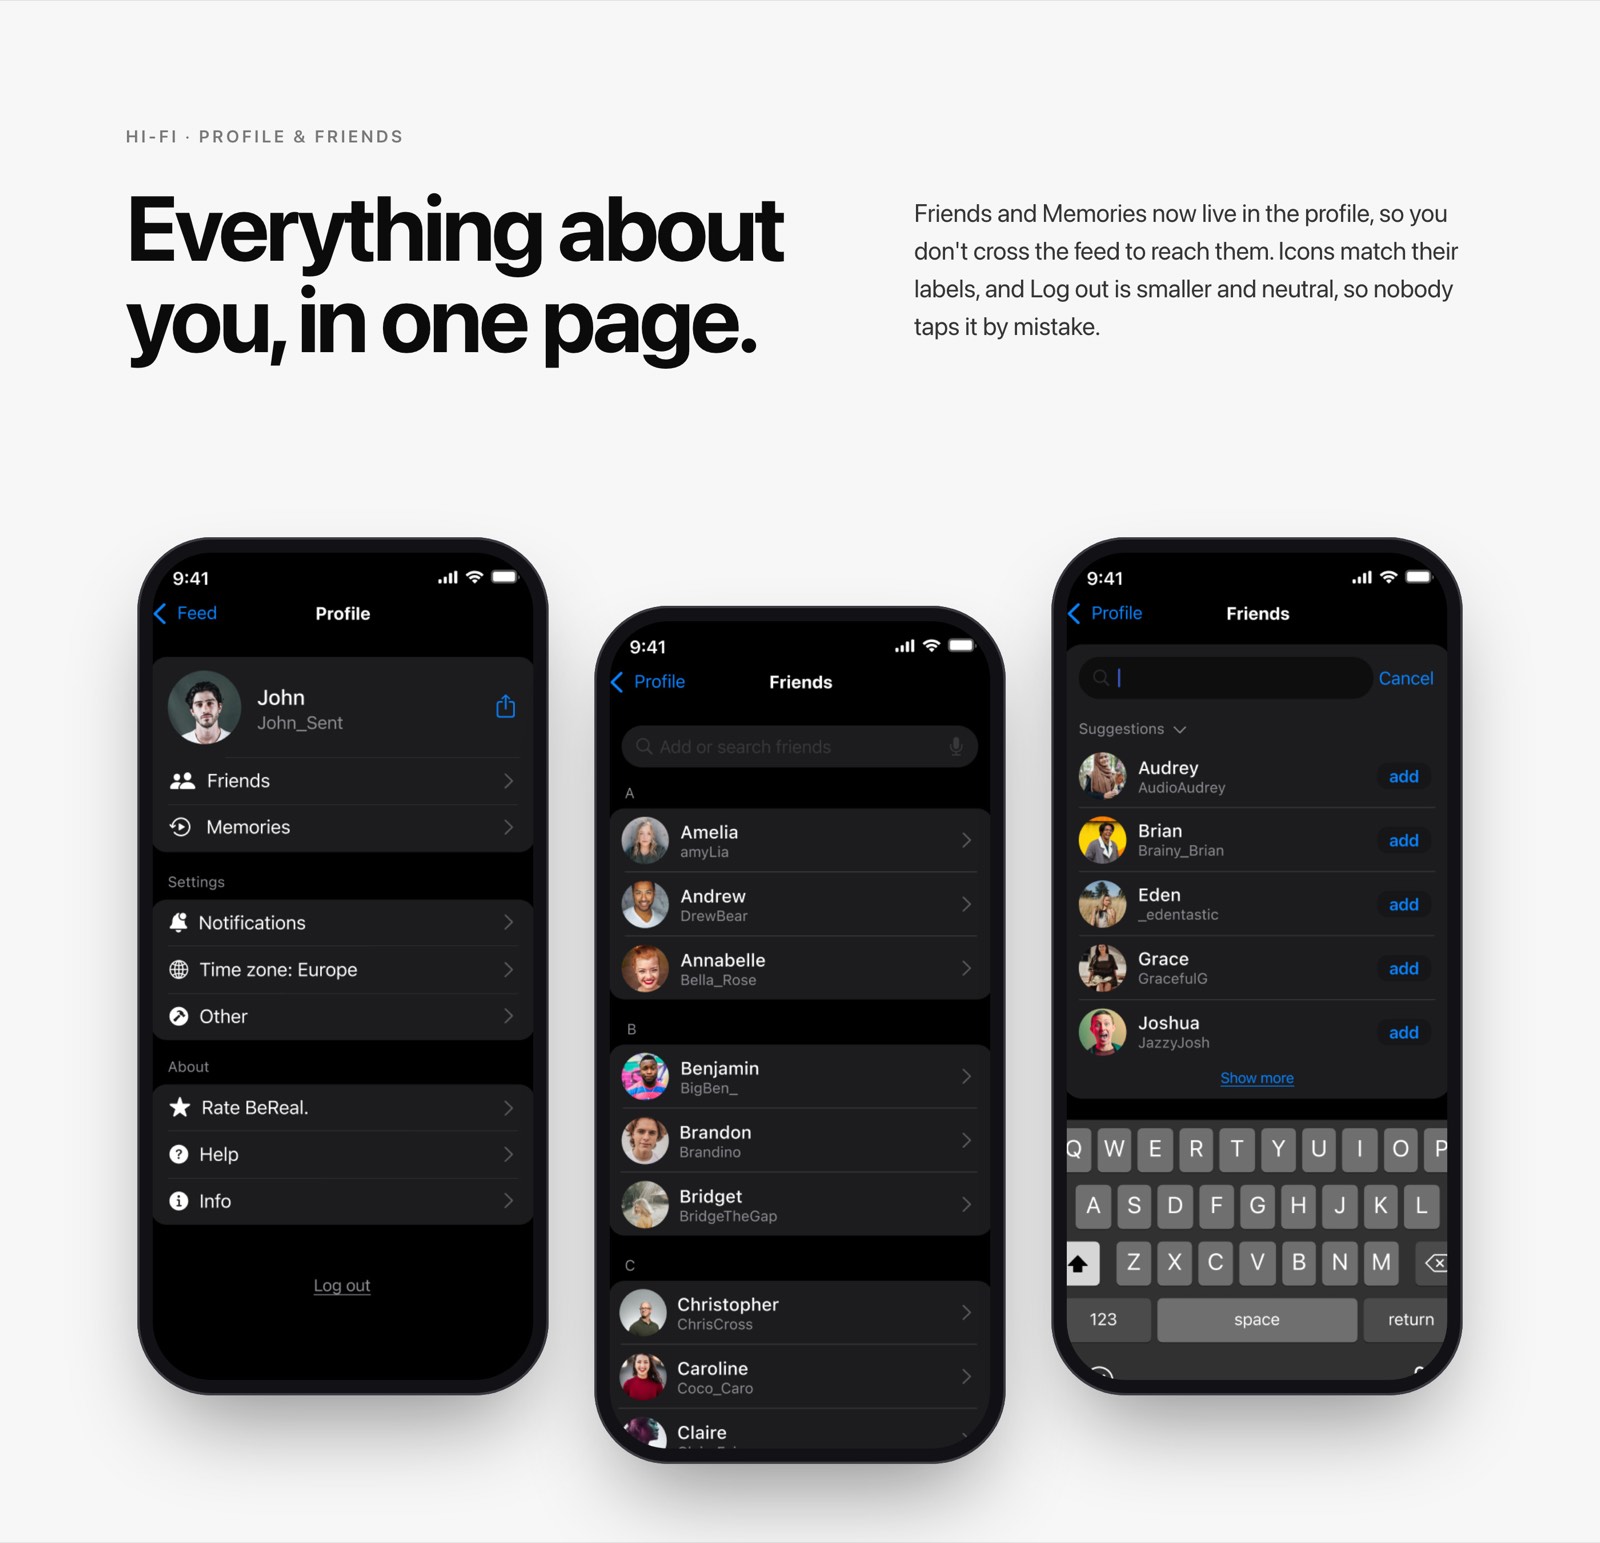 HI-FI · PROFILE & FRIENDS
Everything about
you, in one page.
Friends and Memories now live in the profile, so you
don't cross the feed to reach them. Icons match their
labels, and Log out is smaller and neutral, so nobody
taps it by mistake.
9:41
Feed
Profile
John
John_Sent
Friends
Memories
Settings
Notifications
Time zone: Europe
Other
About
Rate BeReal.
Help
Info
Log out
9:41
Profile
Friends
Add or search friends
A
Amelia
amyLia
Andrew
DrewBear
Annabelle
Bella_Rose
B
Benjamin
BigBen_
Brandon
Brandino
Bridget
BridgeTheGap
C
Christopher
ChrisCross
Caroline
Coco_Caro
Claire
9:41
Profile
Friends
Cancel
Suggestions
Audrey
AudioAudrey
add
Brian
Brainy_Brian
add
Eden
_edentastic
add
Grace
GracefulG
add
Joshua
JazzyJosh
add
Show more
Q W E R T Y U I O P
A S D F G H J K L
Z X C V B N M
123 space return